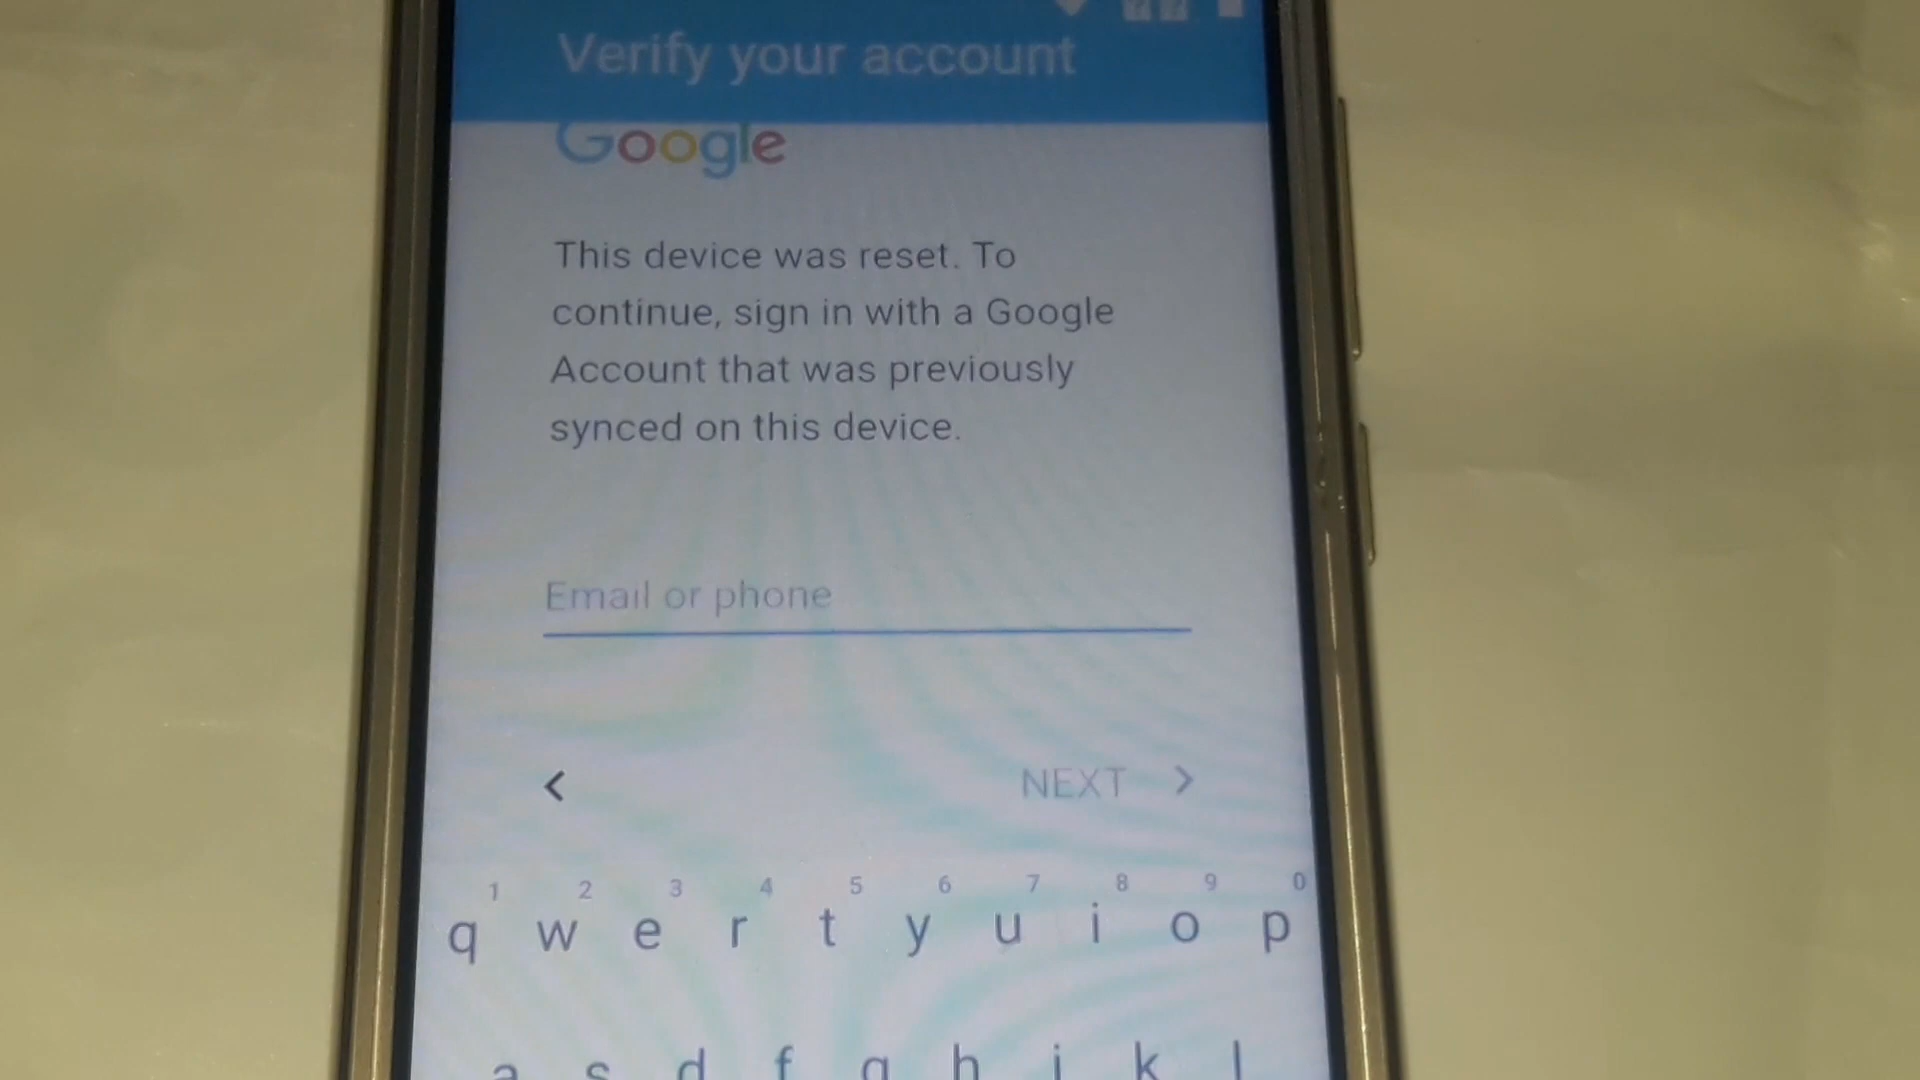 Verify your account
Google
This device was reset. To
continue, sign in with a Google
Account that was previously
synced on this device.
Email or phone
NEXT
1 2 3 4 5 6 7 8 9 0
q w e r t y u i o p
a s d f g h j k l